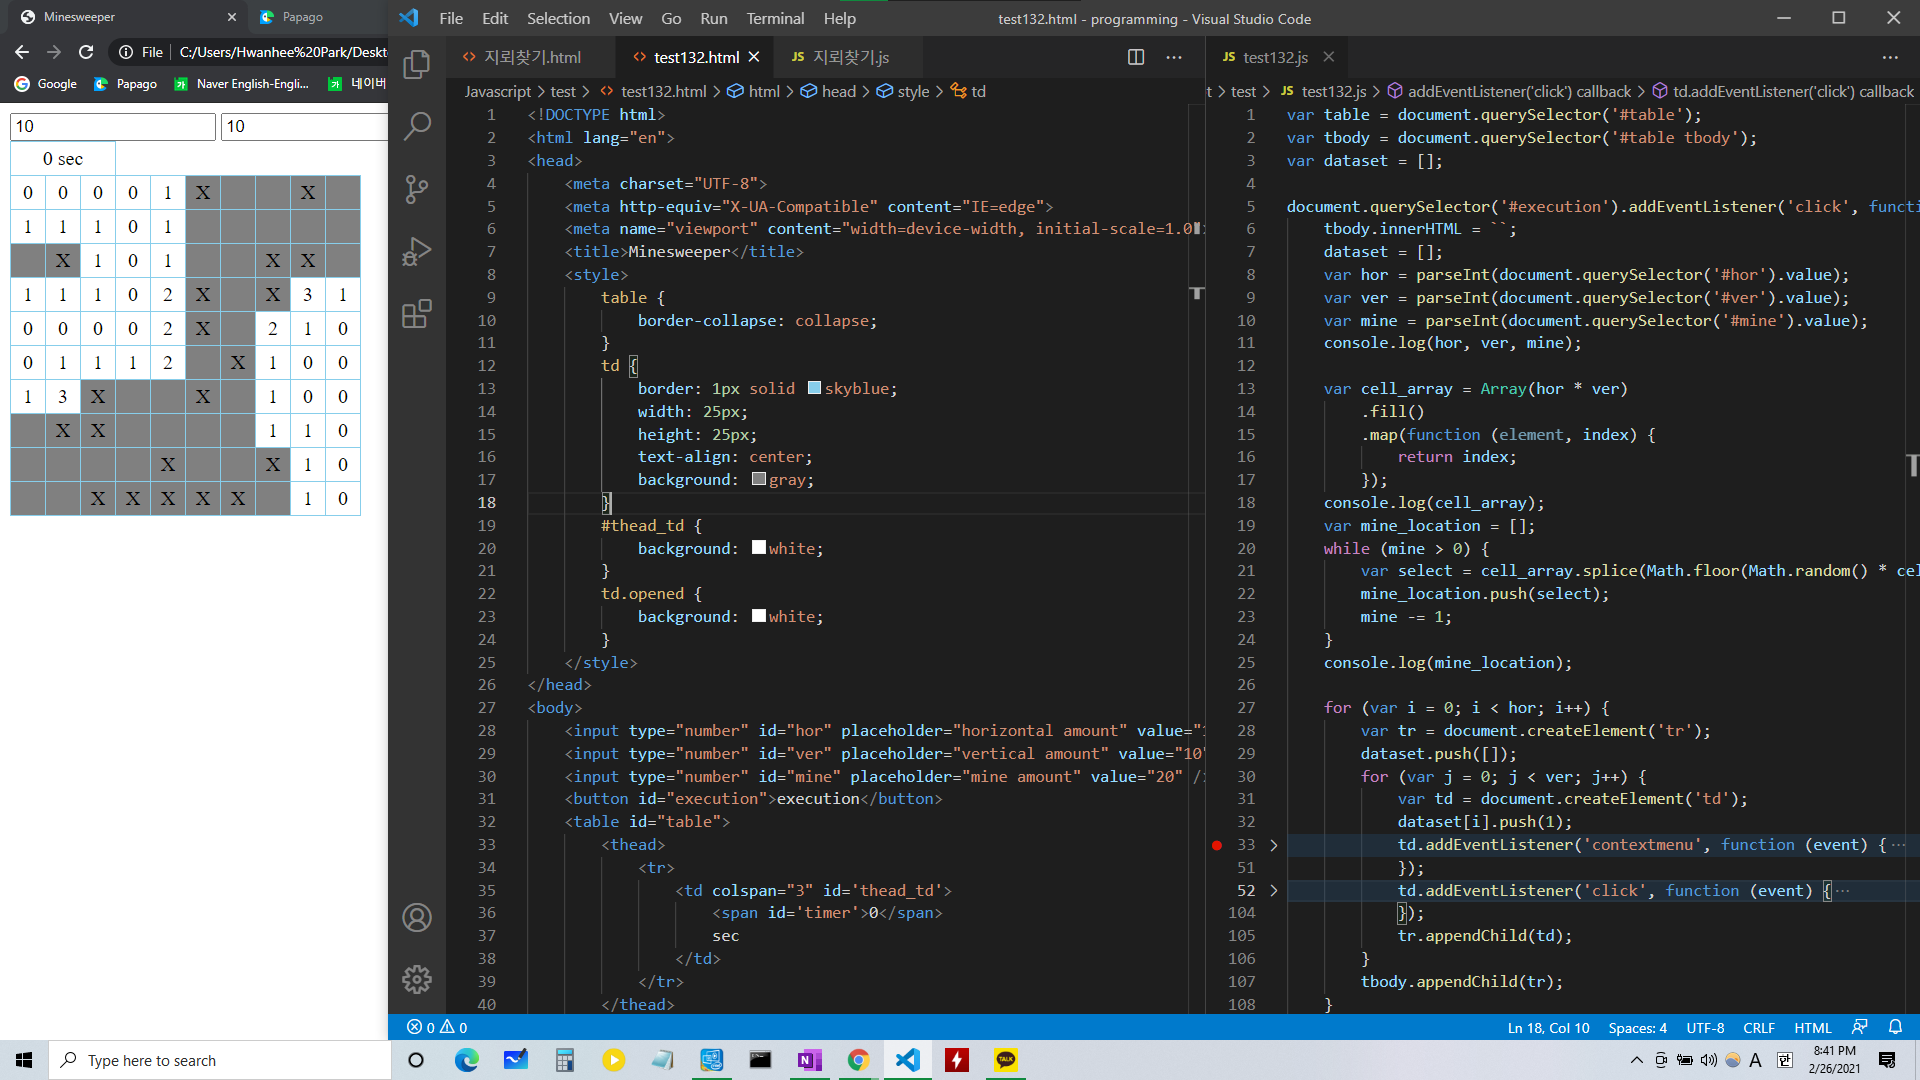 Minesweeper
Papago
File C:/Users/Hwanhee%20Park/Deskt
Google Papago Naver English-Engli... 네이버
10 10
0 sec
0 0 0 0 1 X X
1 1 1 0 1
X 1 0 1 X X
1 1 1 0 2 X X 3 1
0 0 0 0 2 X 2 1 0
0 1 1 1 2 X 1 0 0
1 3 X X 1 0 0
X X 1 1 0
X X 1 0
X X X X X 1 0
File Edit Selection View Go Run Terminal Help
test132.html - programming - Visual Studio Code
지뢰찾기.html test132.html JS 지뢰찾기.js
Javascript > test > test132.html > html > head > style > td
1 <!DOCTYPE html>
2 <html lang="en">
3 <head>
4 <meta charset="UTF-8">
5 <meta http-equiv="X-UA-Compatible" content="IE=edge">
6 <meta name="viewport" content="width=device-width, initial-scale=1.0
7 <title>Minesweeper</title>
8 <style>
9 table {
10 border-collapse: collapse;
11 }
12 td {
13 border: 1px solid skyblue;
14 width: 25px;
15 height: 25px;
16 text-align: center;
17 background: gray;
18 }
19 #thead_td {
20 background: white;
21 }
22 td.opened {
23 background: white;
24 }
25 </style>
26 </head>
27 <body>
28 <input type="number" id="hor" placeholder="horizontal amount" value="1
29 <input type="number" id="ver" placeholder="vertical amount" value="10"
30 <input type="number" id="mine" placeholder="mine amount" value="20" />
31 <button id="execution">execution</button>
32 <table id="table">
33 <thead>
34 <tr>
35 <td colspan="3" id='thead_td'>
36 <span id='timer'>0</span>
37 sec
38 </td>
39 </tr>
40 </thead>
JS test132.js
t > test > JS test132.js > addEventListener('click') callback > td.addEventListener('click') callback
1 var table = document.querySelector('#table');
2 var tbody = document.querySelector('#table tbody');
3 var dataset = [];
4
5 document.querySelector('#execution').addEventListener('click', functi
6 tbody.innerHTML = ``;
7 dataset = [];
8 var hor = parseInt(document.querySelector('#hor').value);
9 var ver = parseInt(document.querySelector('#ver').value);
10 var mine = parseInt(document.querySelector('#mine').value);
11 console.log(hor, ver, mine);
12
13 var cell_array = Array(hor * ver)
14 .fill()
15 .map(function (element, index) {
16 return index;
17 });
18 console.log(cell_array);
19 var mine_location = [];
20 while (mine > 0) {
21 var select = cell_array.splice(Math.floor(Math.random() * cel
22 mine_location.push(select);
23 mine -= 1;
24 }
25 console.log(mine_location);
26
27 for (var i = 0; i < hor; i++) {
28 var tr = document.createElement('tr');
29 dataset.push([]);
30 for (var j = 0; j < ver; j++) {
31 var td = document.createElement('td');
32 dataset[i].push(1);
33 td.addEventListener('contextmenu', function (event) {…
51 });
52 td.addEventListener('click', function (event) {…
104 });
105 tr.appendChild(td);
106 }
107 tbody.appendChild(tr);
108 }
0 0
Ln 18, Col 10 Spaces: 4 UTF-8 CRLF HTML
Type here to search
TALK
A 한
8:41 PM
2/26/2021